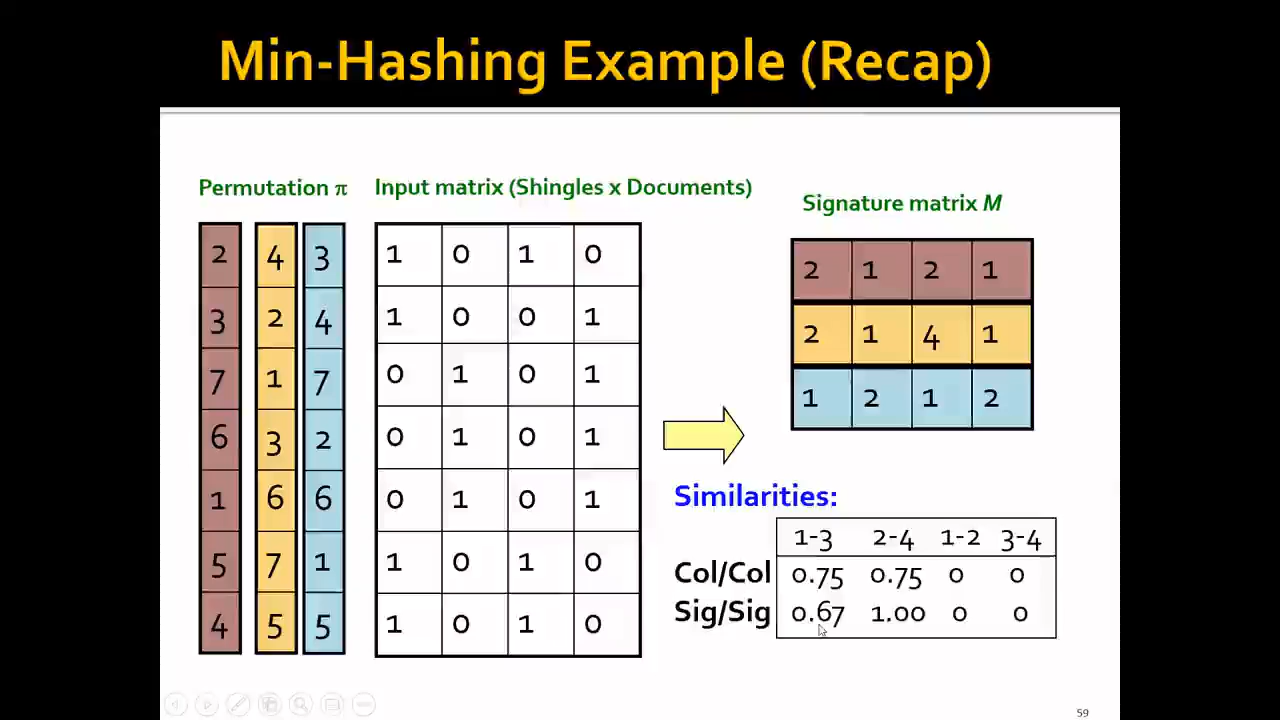 Min-Hashing Example (Recap)
Permutation π Input matrix (Shingles x Documents)
Signature matrix M
2 4 3 1 0 1 0
3 2 4 1 0 0 1
7 1 7 0 1 0 1
6 3 2 0 1 0 1
1 6 6 0 1 0 1
5 7 1 1 0 1 0
4 5 5 1 0 1 0
2 1 2 1
2 1 4 1
1 2 1 2
Similarities:
1-3 2-4 1-2 3-4
Col/Col 0.75 0.75 0 0
Sig/Sig 0.67 1.00 0 0
59